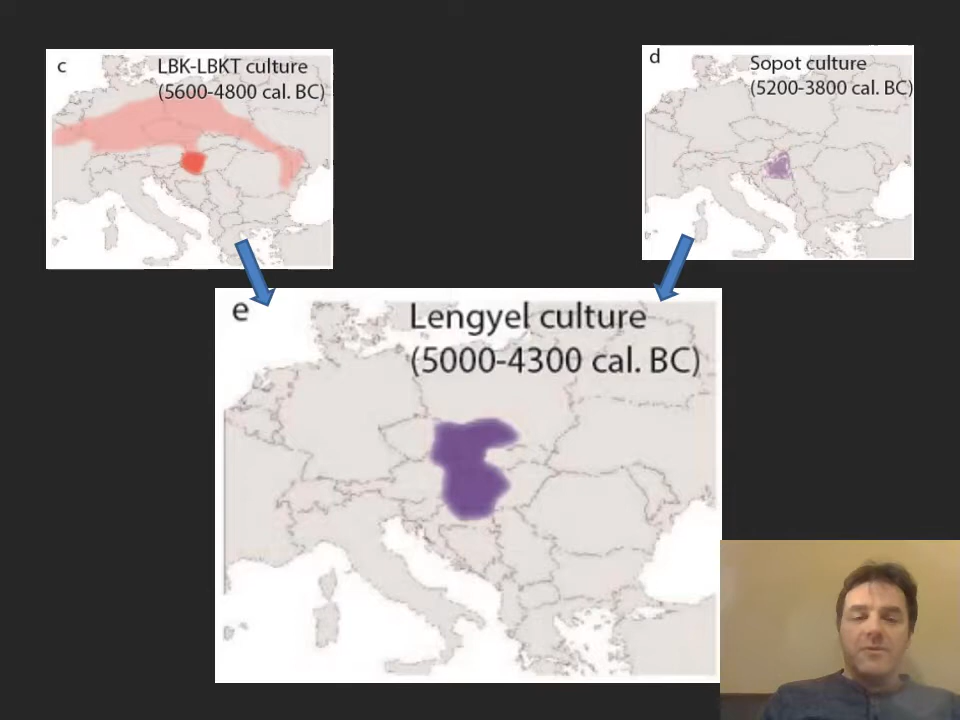 c
LBK-LBKT culture
(5600-4800 cal. BC)
d
Sopot culture
(5200-3800 cal. BC)
e
Lengyel culture
(5000-4300 cal. BC)